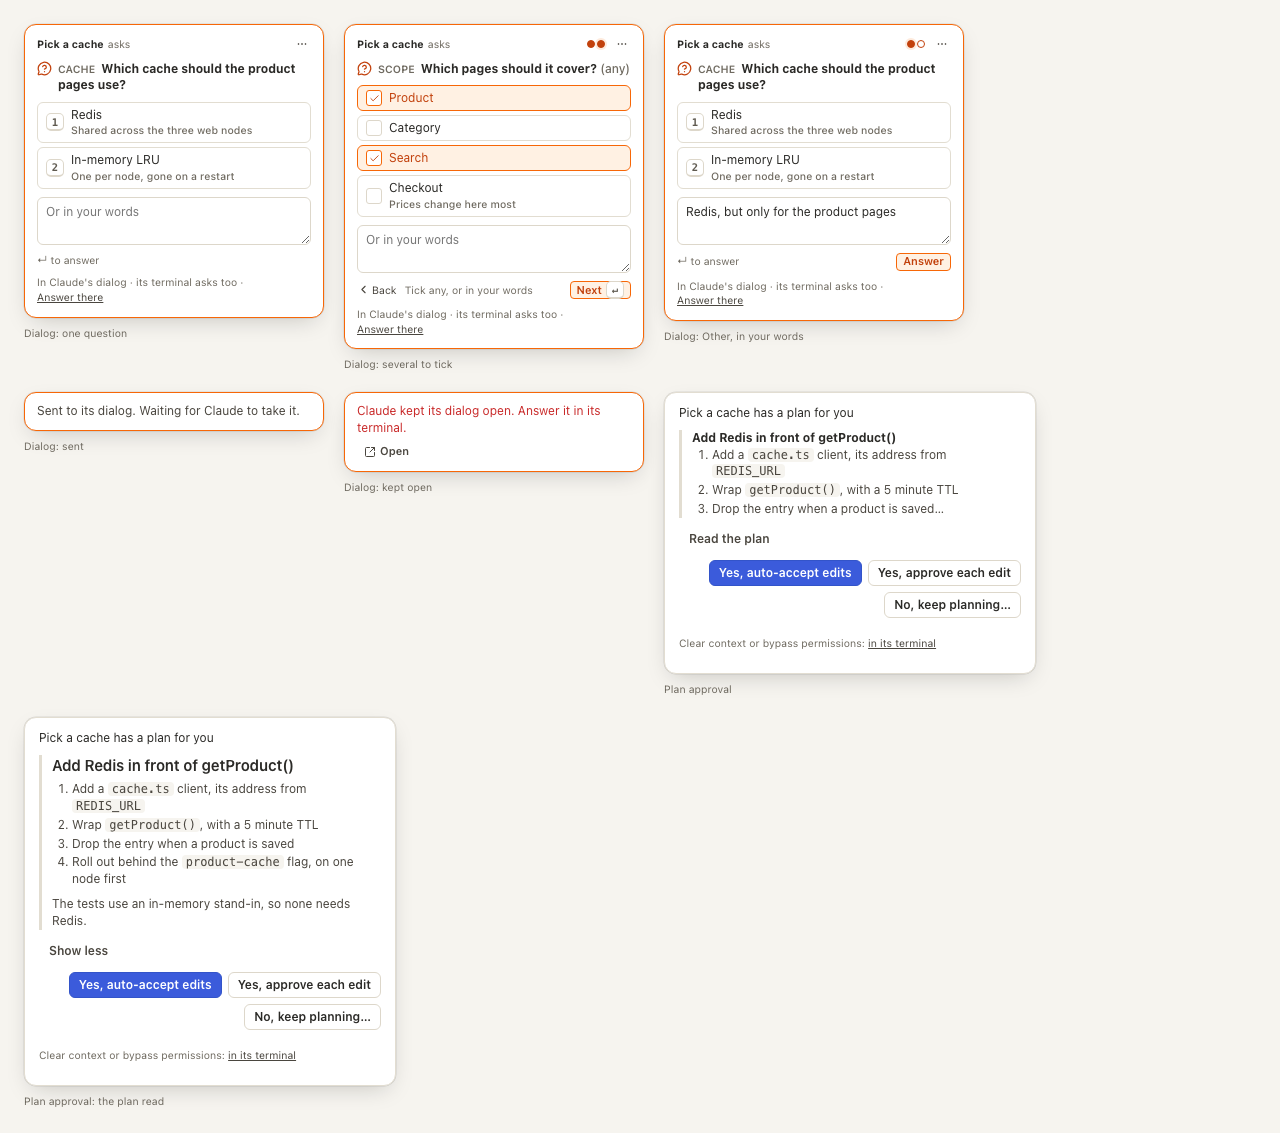 Pick a cache asks
CACHE Which cache should the product
pages use?
1 Redis
Shared across the three web nodes
2 In-memory LRU
One per node, gone on a restart
Or in your words
↵ to answer
In Claude's dialog · its terminal asks too ·
Answer there
Dialog: one question
Pick a cache asks
SCOPE Which pages should it cover? (any)
Product
Category
Search
Checkout
Prices change here most
Or in your words
Back Tick any, or in your words Next ↵
In Claude's dialog · its terminal asks too ·
Answer there
Dialog: several to tick
Pick a cache asks
CACHE Which cache should the product
pages use?
1 Redis
Shared across the three web nodes
2 In-memory LRU
One per node, gone on a restart
Redis, but only for the product pages
↵ to answer Answer
In Claude's dialog · its terminal asks too ·
Answer there
Dialog: Other, in your words
Sent to its dialog. Waiting for Claude to take it.
Dialog: sent
Claude kept its dialog open. Answer it in its
terminal.
Open
Dialog: kept open
Pick a cache has a plan for you
Add Redis in front of getProduct()
1. Add a cache.ts client, its address from
REDIS_URL
2. Wrap getProduct(), with a 5 minute TTL
3. Drop the entry when a product is saved...
Read the plan
Yes, auto-accept edits Yes, approve each edit
No, keep planning...
Clear context or bypass permissions: in its terminal
Plan approval
Pick a cache has a plan for you
Add Redis in front of getProduct()
1. Add a cache.ts client, its address from
REDIS_URL
2. Wrap getProduct(), with a 5 minute TTL
3. Drop the entry when a product is saved
4. Roll out behind the product-cache flag, on one
node first
The tests use an in-memory stand-in, so none needs
Redis.
Show less
Yes, auto-accept edits Yes, approve each edit
No, keep planning...
Clear context or bypass permissions: in its terminal
Plan approval: the plan read